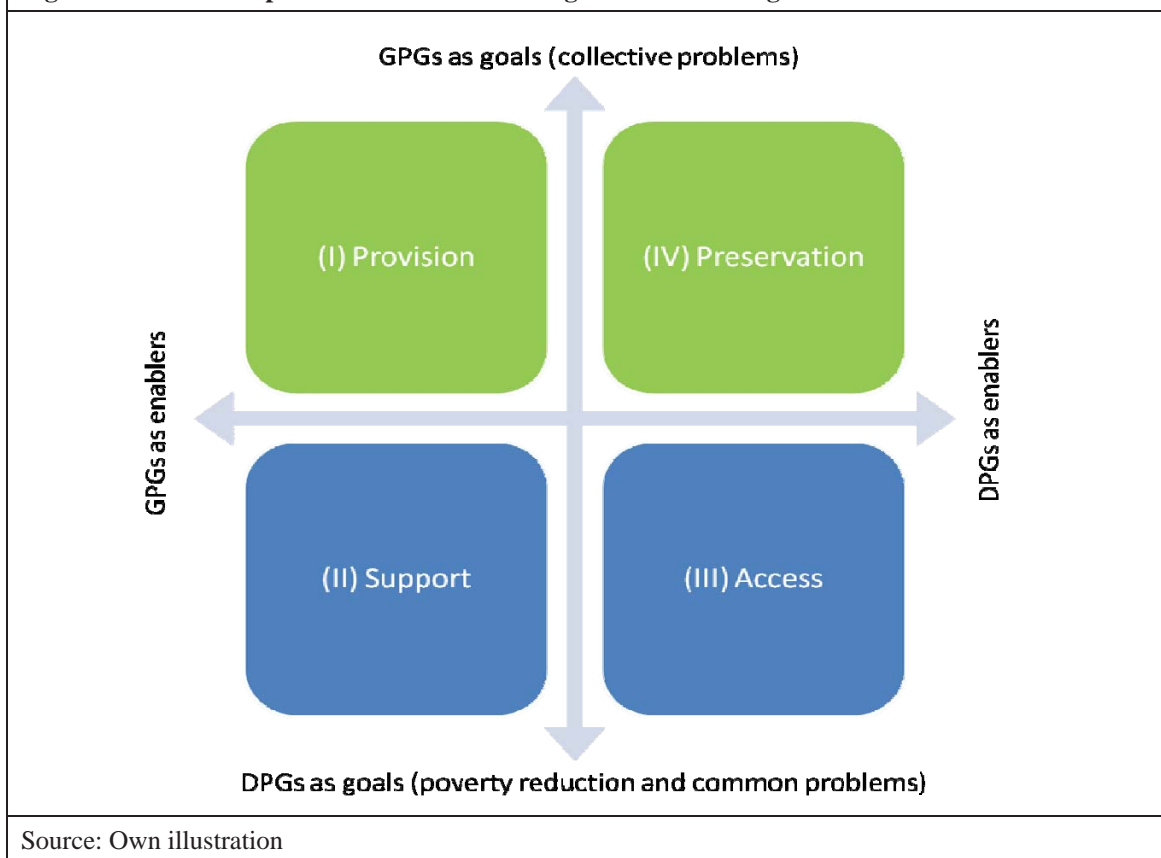 GPGs as goals (collective problems)
(I) Provision
(IV) Preservation
GPGs as enablers
DPGs as enablers
(II) Support
(III) Access
DPGs as goals (poverty reduction and common problems)
Source: Own illustration